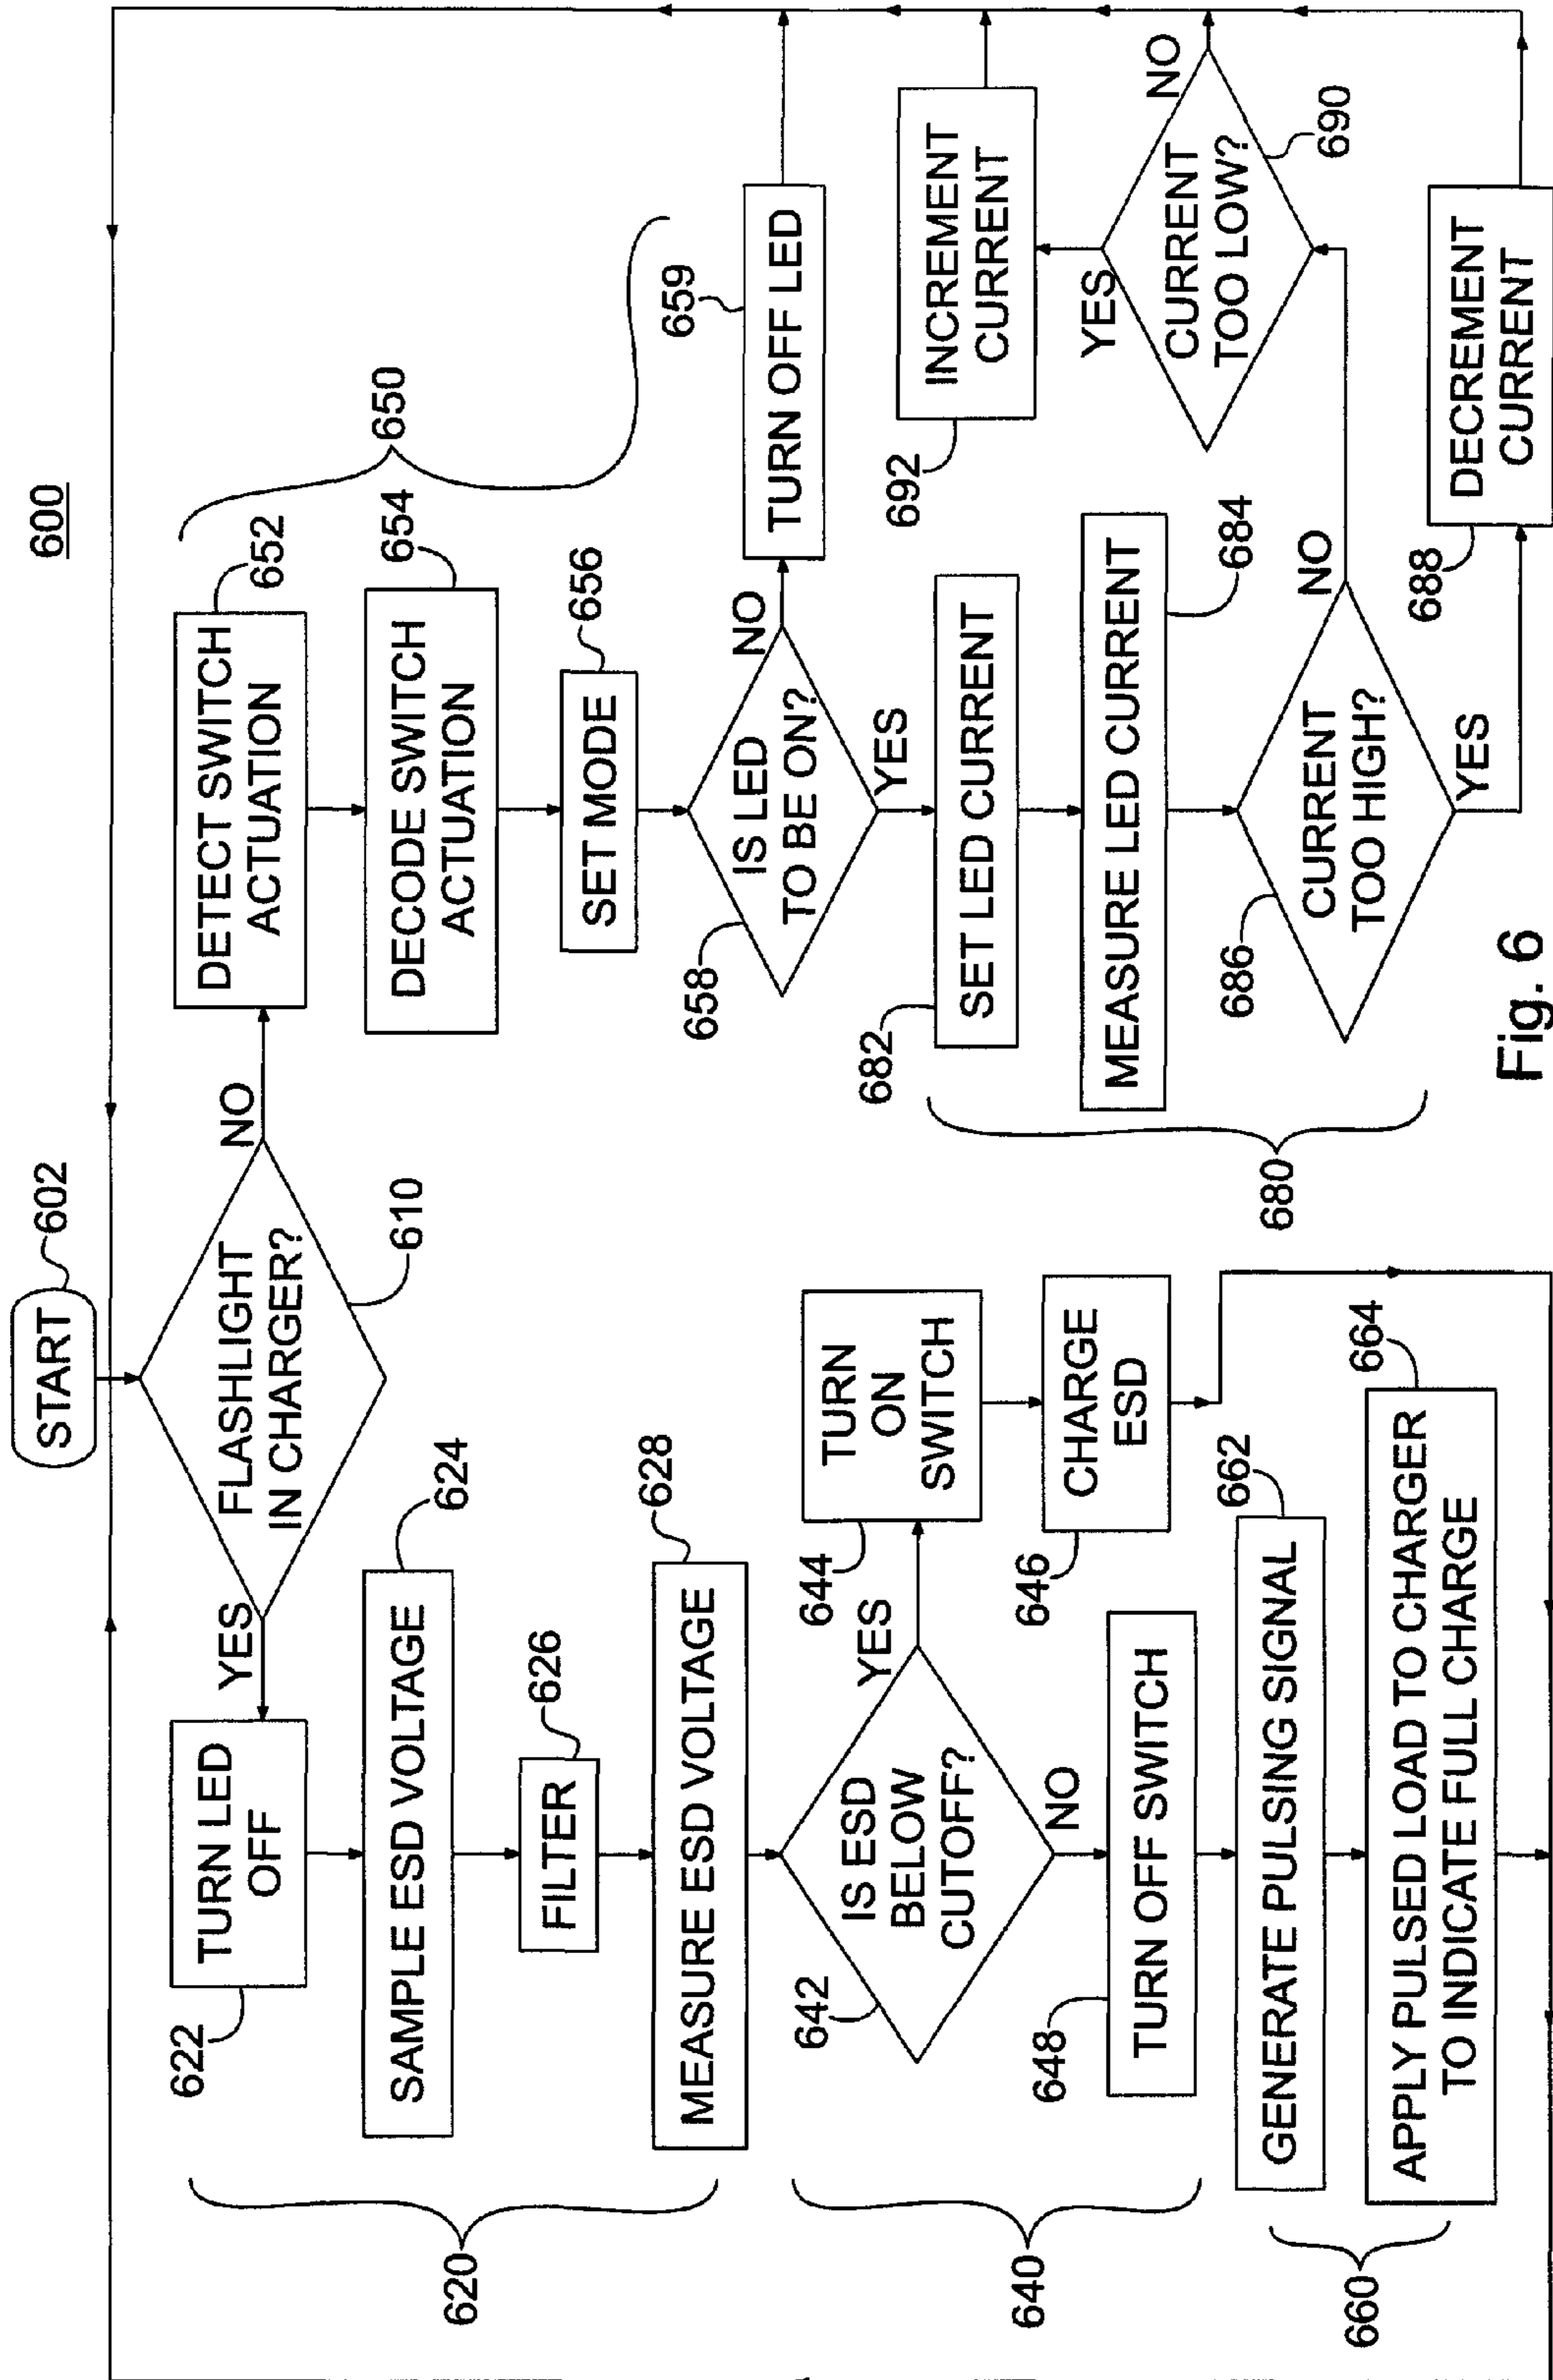 600
START
602
FLASHLIGHT
IN CHARGER?
610
YES
NO
TURN LED
OFF
622
SAMPLE ESD VOLTAGE
624
FILTER
626
MEASURE ESD VOLTAGE
628
620
IS ESD
BELOW
CUTOFF?
642
YES
NO
TURN
ON
SWITCH
644
CHARGE
ESD
646
TURN OFF SWITCH
648
640
GENERATE PULSING SIGNAL
662
APPLY PULSED LOAD TO CHARGER
TO INDICATE FULL CHARGE
664
660
DETECT SWITCH
ACTUATION
652
DECODE SWITCH
ACTUATION
654
SET MODE
656
650
IS LED
TO BE ON?
658
NO
YES
TURN OFF LED
659
SET LED CURRENT
682
MEASURE LED CURRENT
684
CURRENT
TOO HIGH?
686
NO
YES
680
CURRENT
TOO LOW?
690
YES
NO
INCREMENT
CURRENT
692
DECREMENT
CURRENT
688
Fig. 6